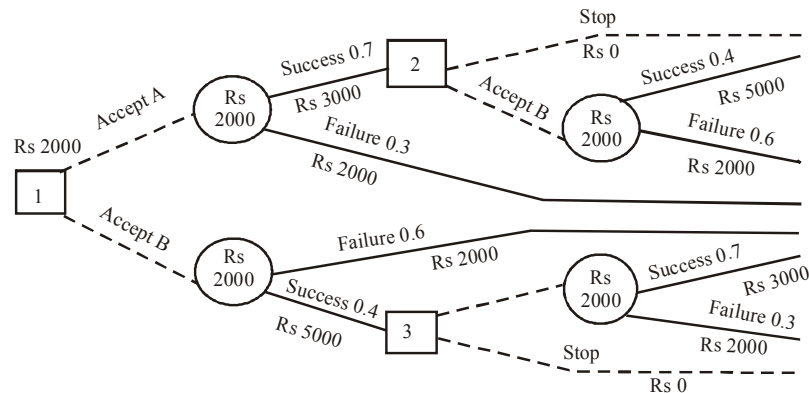 Stop
Rs 0
Success 0.7
2
Rs 3000
Success 0.4
Rs 5000
Accept A
Rs
2000
Accept B
Rs
2000
Failure 0.6
Rs 2000
Rs 2000
Failure 0.3
Rs 2000
1
Accept B
Rs
2000
Failure 0.6
Rs 2000
Success 0.4
Rs 5000
3
Rs
2000
Success 0.7
Rs 3000
Failure 0.3
Rs 2000
Stop
Rs 0